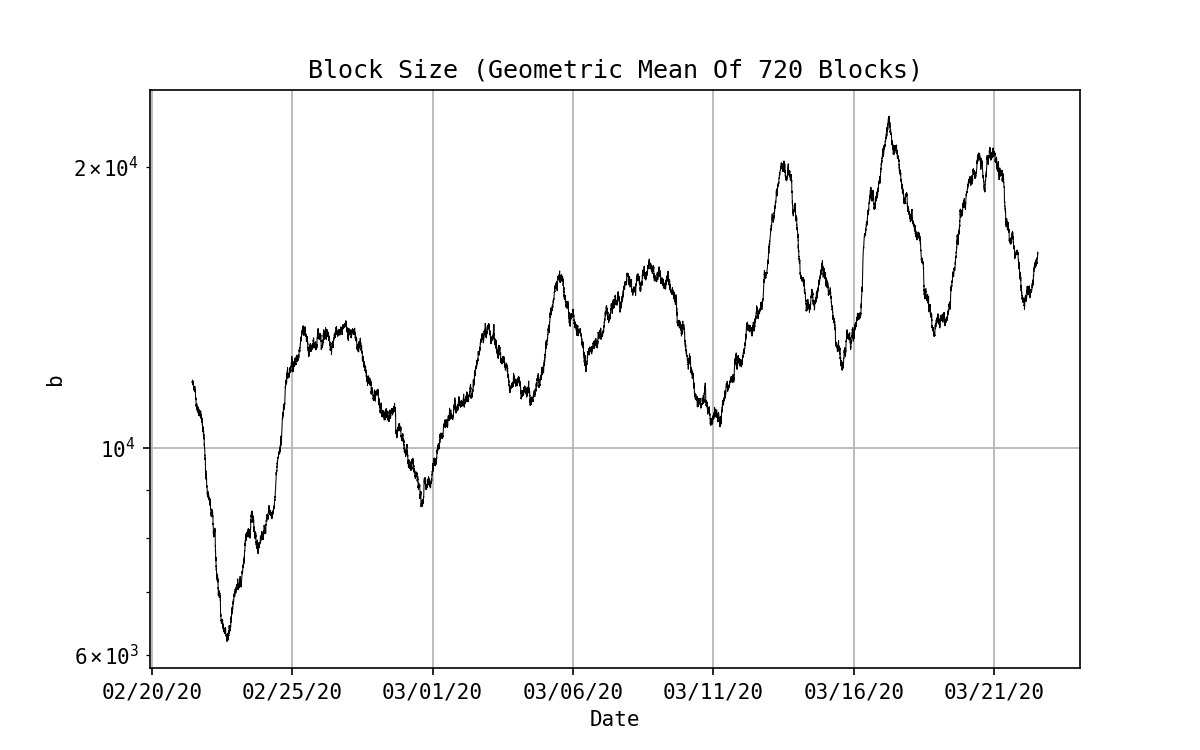 Block Size (Geometric Mean Of 720 Blocks)
2×10⁴
b
10⁴
6×10³
02/20/20 02/25/20 03/01/20 03/06/20 03/11/20 03/16/20 03/21/20
Date